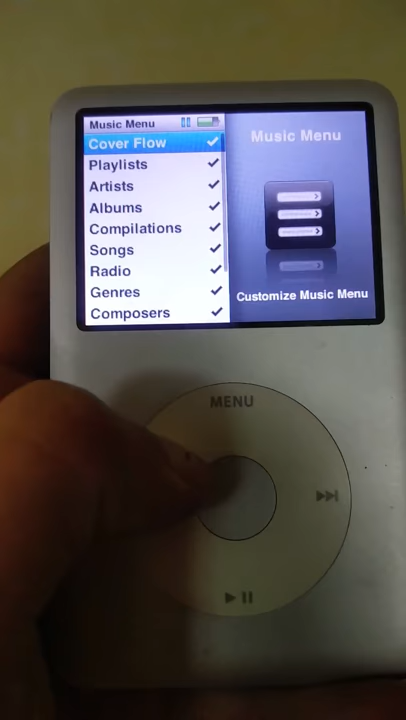 Music Menu
Cover Flow
Playlists
Artists
Albums
Compilations
Songs
Radio
Genres
Composers
Music Menu
Customize Music Menu
MENU